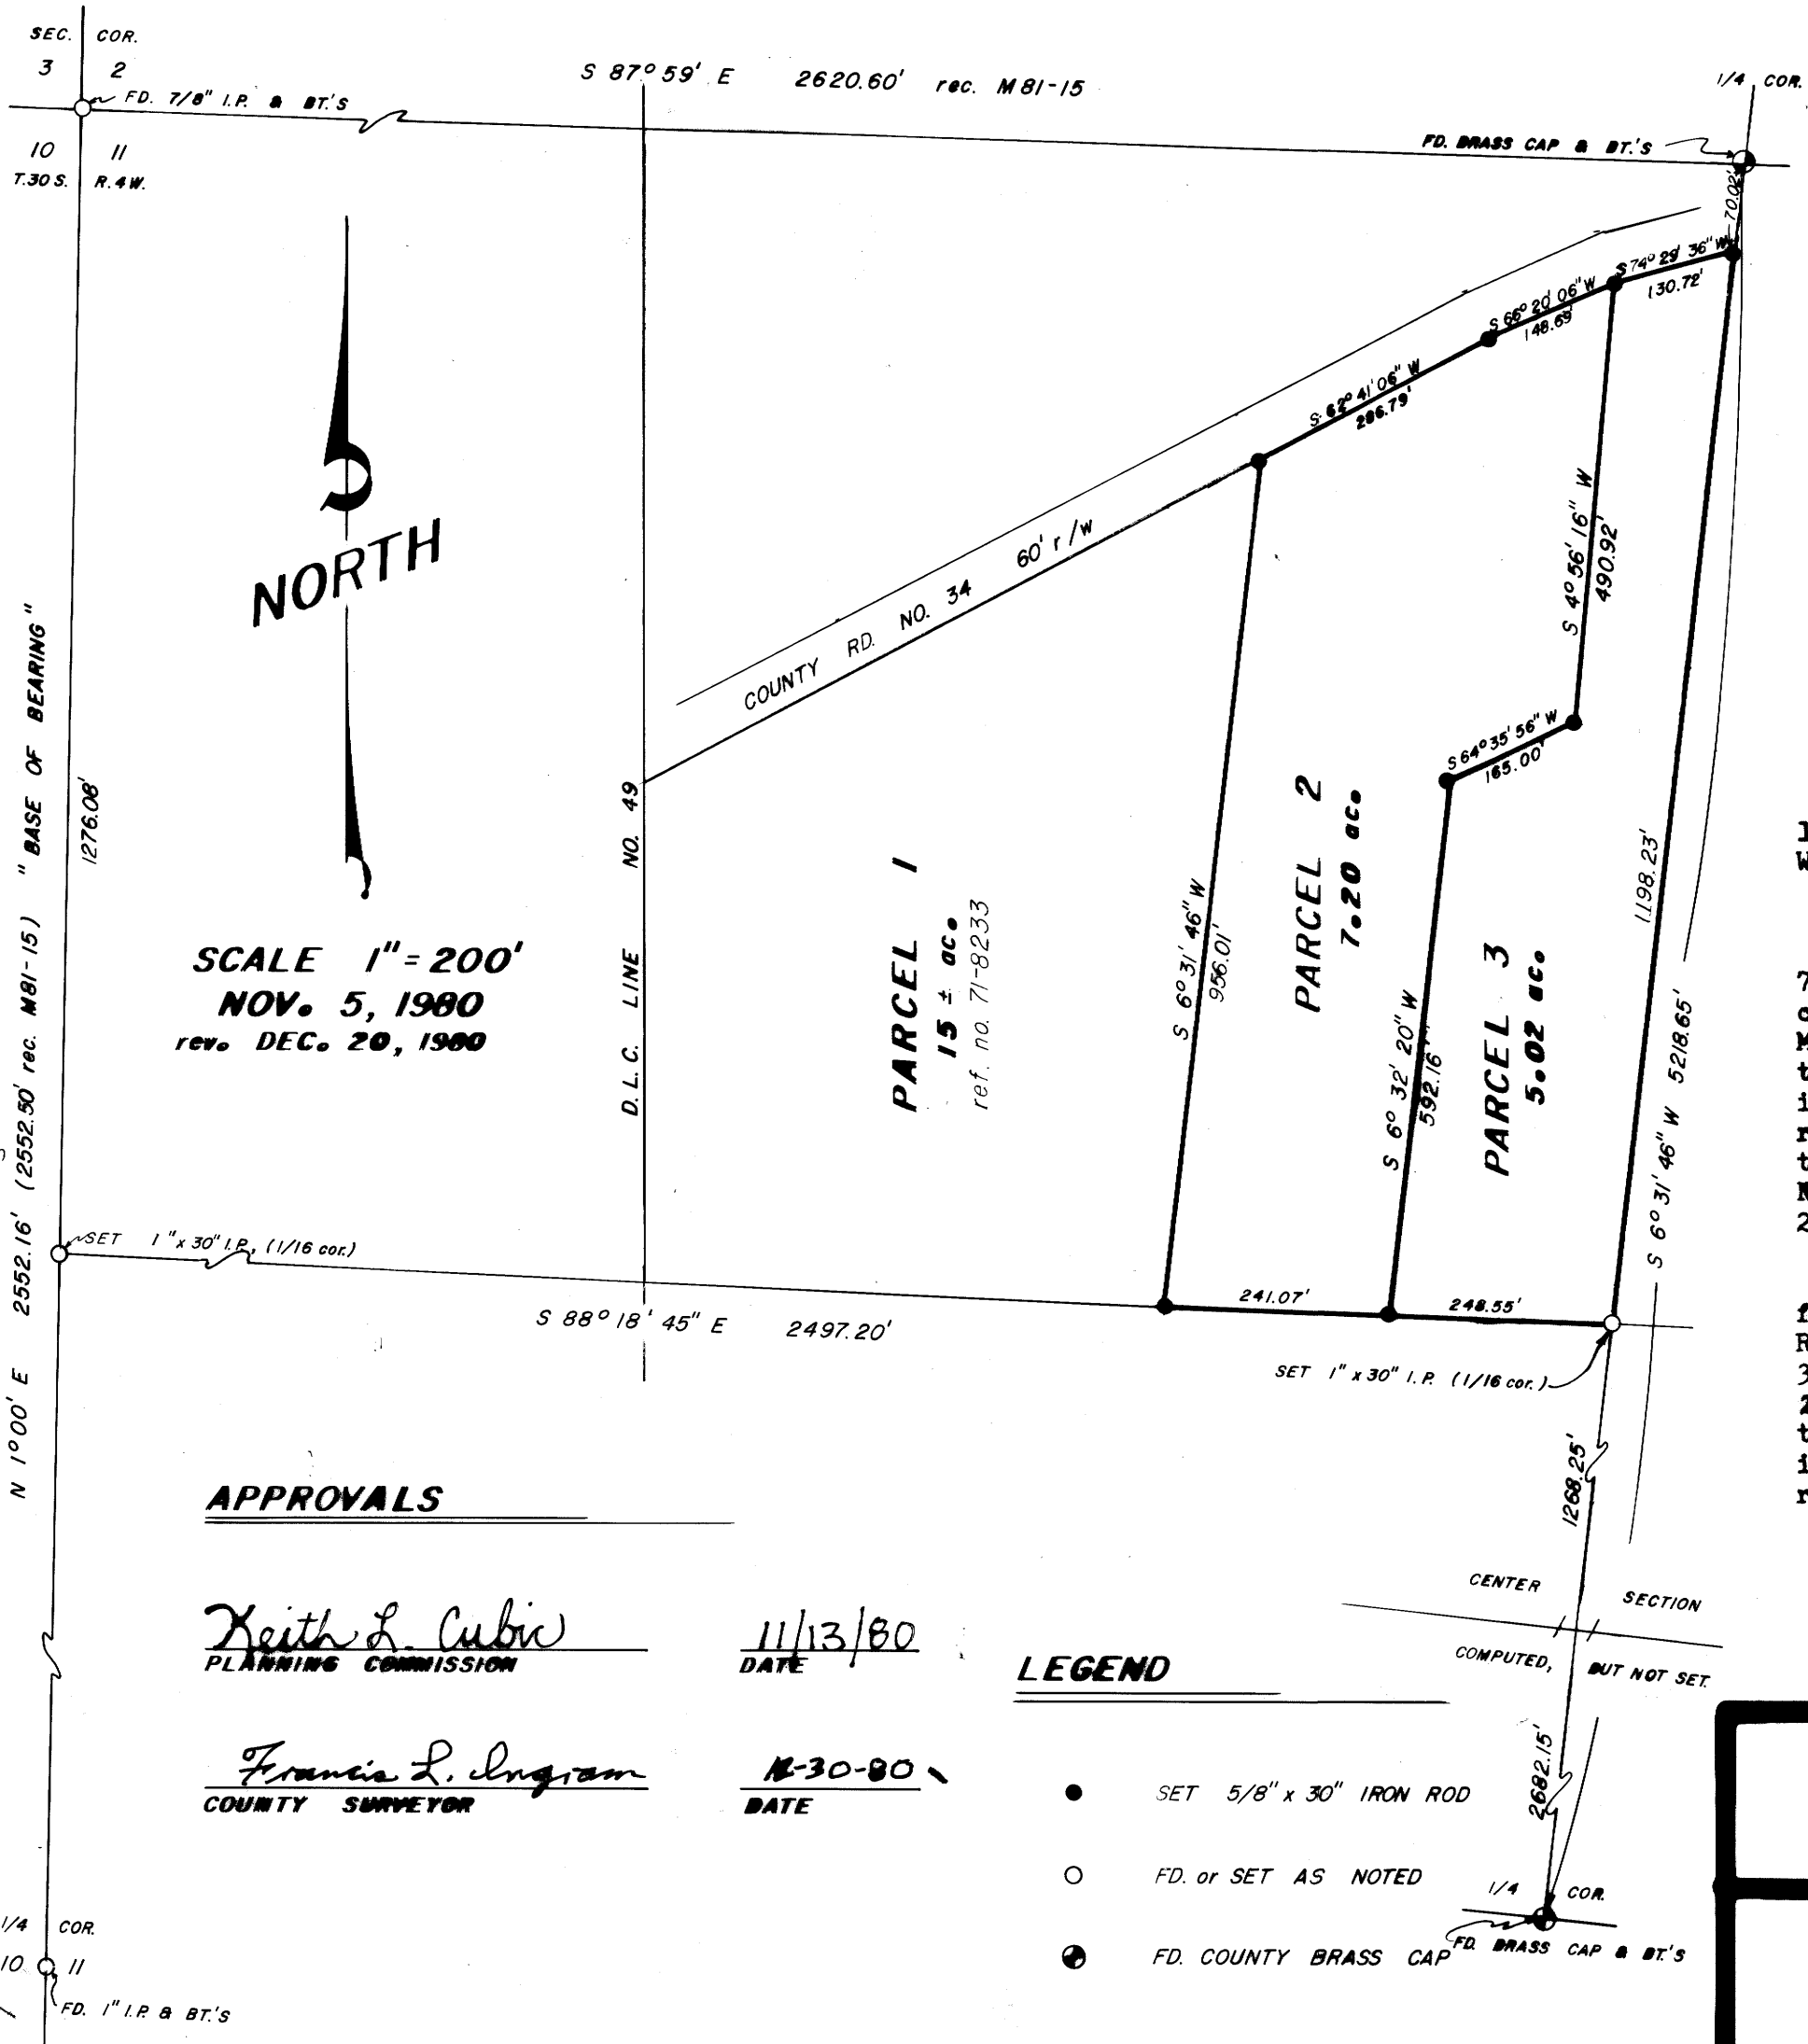 SEC. COR.
3 2
FD. 7/8" I.P. & BT.'S
10 11
T.30 S. R.4 W.
S 87° 59' E 2620.60' rec. M 81-15
1/4 COR.
FD. BRASS CAP & BT.'S
70.02'
S 74° 29' 36" W
130.72'
S 66° 20' 06" W
148.69'
S 62° 41' 06" W
286.79'
NORTH
COUNTY RD. NO. 34 60' r/w
S 4° 56' 16" W
490.92'
S 64° 35' 56" W
165.00'
N 1° 00' E 2552.16' (2552.50' rec. M81-15) "BASE OF BEARING"
1276.08'
D. L. C. LINE NO. 49
SCALE 1" = 200'
NOV. 5, 1980
rev. DEC. 20, 1980
PARCEL 1
15 ± ac.
ref. no. 71-8233
S 6° 31' 46" W
956.01'
PARCEL 2
7.20 ac.
S 6° 32' 20" W
592.16'
PARCEL 3
5.02 ac.
1198.23'
S 6° 31' 46" W 5218.65'
SET 1" x 30" I.P. (1/16 cor.)
S 88° 18' 45" E 2497.20'
241.07'
248.55'
SET 1" x 30" I.P. (1/16 cor.)
1268.25'
CENTER SECTION
COMPUTED, BUT NOT SET.
2682.15'
APPROVALS
Keith L. Cubic 11/13/80
PLANNING COMMISSION DATE
Francis L. Ingram 12-30-80
COUNTY SURVEYOR DATE
LEGEND
SET 5/8" x 30" IRON ROD
FD. or SET AS NOTED
FD. COUNTY BRASS CAP
1/4 COR.
FD. BRASS CAP & BT.'S
1/4 COR.
10 11
FD. 1" I.P. & BT.'S